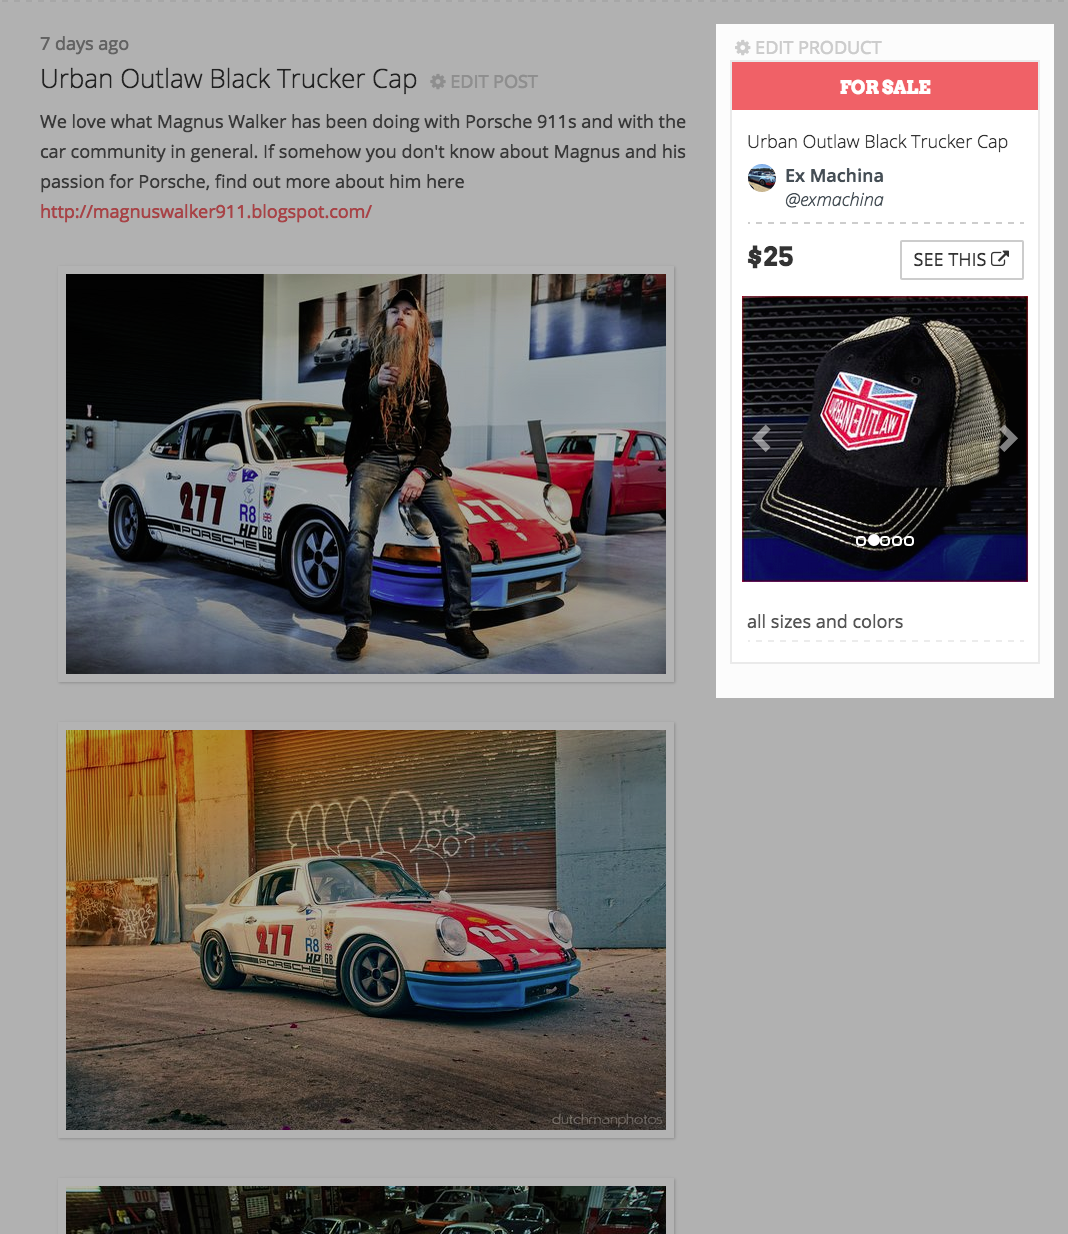 7 days ago
Urban Outlaw Black Trucker Cap EDIT POST
We love what Magnus Walker has been doing with Porsche 911s and with the
car community in general. If somehow you don't know about Magnus and his
passion for Porsche, find out more about him here
http://magnuswalker911.blogspot.com/
277
R8
HP GB
PORSCHE
277
277
R8
HP GB
PORSCHE
277
dutchmanphotos
EDIT PRODUCT
FOR SALE
Urban Outlaw Black Trucker Cap
Ex Machina
@exmachina
$25
SEE THIS
URBAN OUTLAW
all sizes and colors